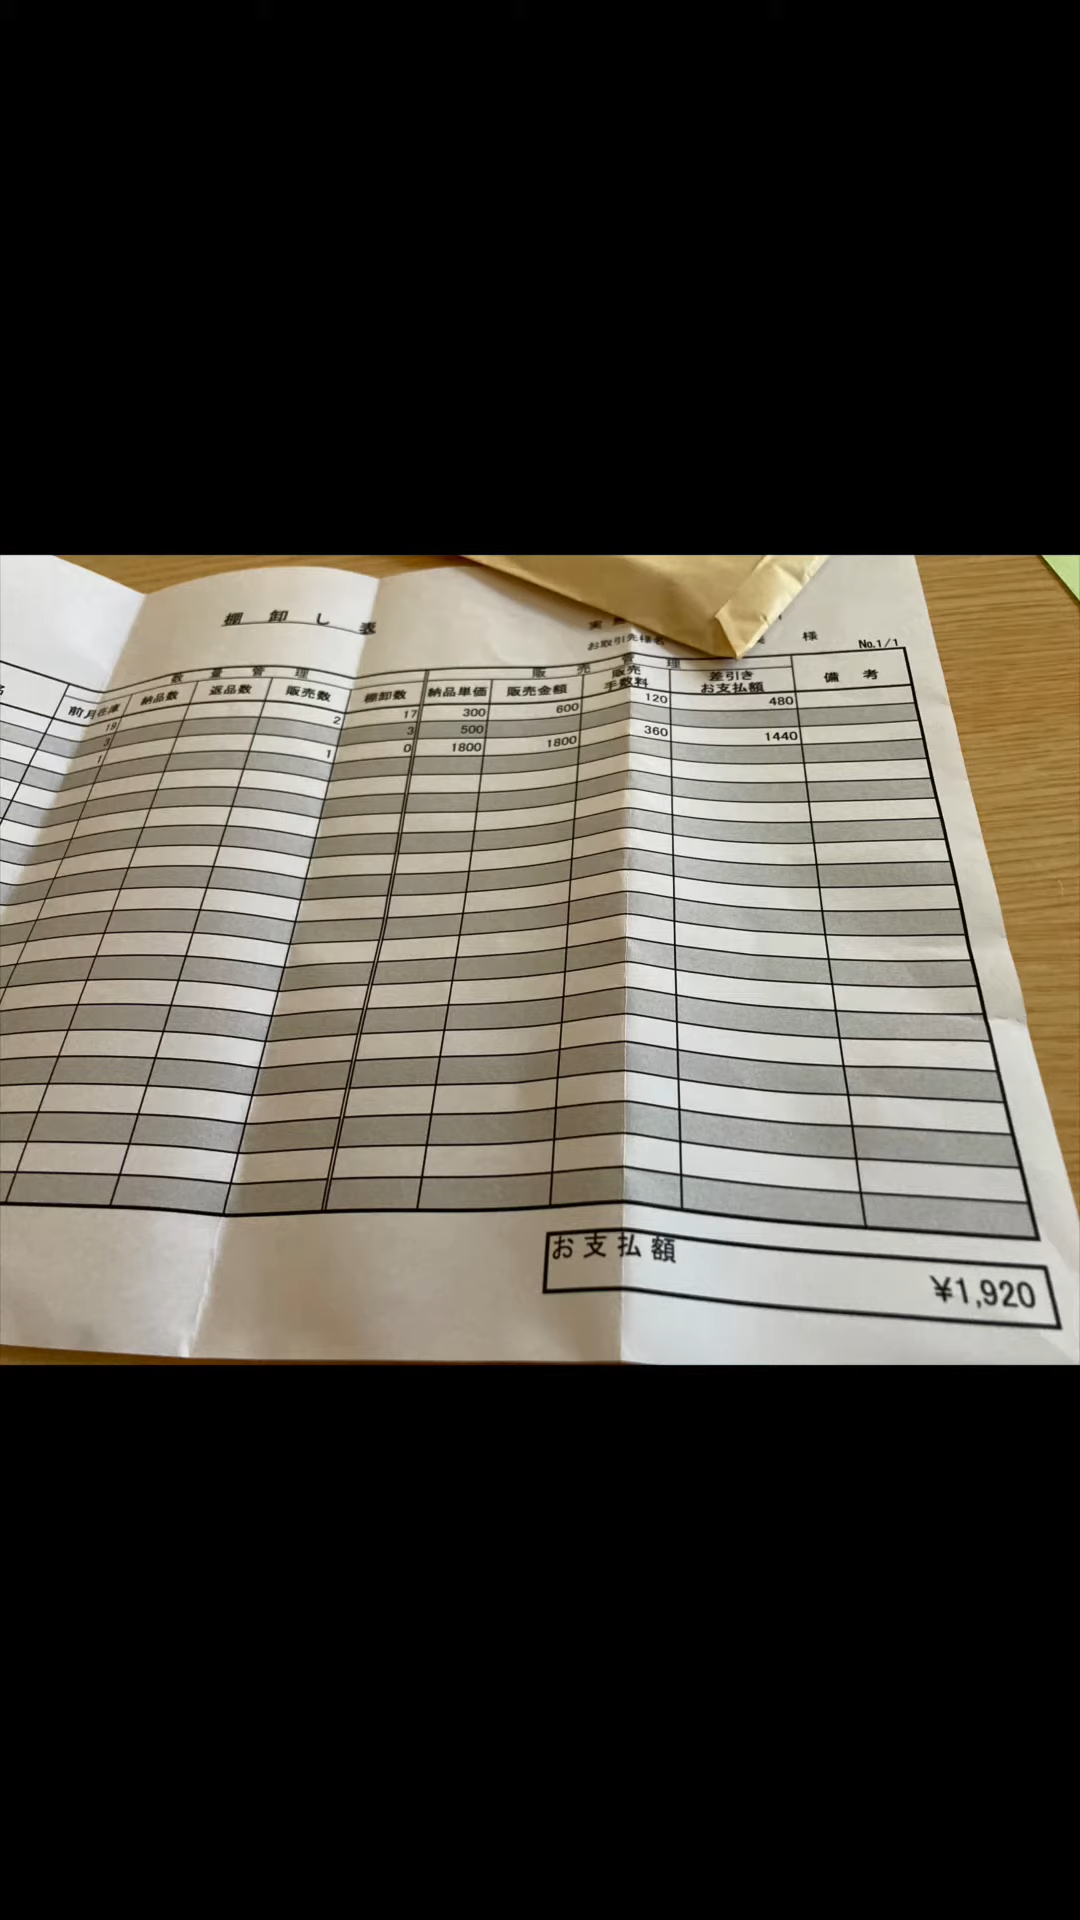 棚卸し表
実
お取引先様名 様
No.1/1
数量管理 販売管理
前月在庫 納品数 返品数 販売数 棚卸数 納品単価 販売金額 販売手数料 差引きお支払額 備考
19 2 17 300 600 120 480
3 3 500
1 1 0 1800 1800 360 1440
お支払額
¥1,920